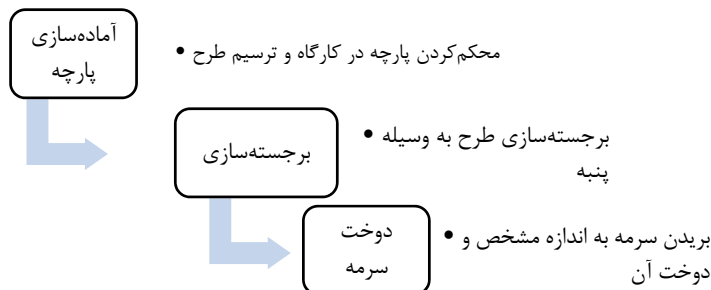 آماده‌سازی
پارچه
محکم‌کردن پارچه در کارگاه و ترسیم طرح •
برجسته‌سازی
برجسته‌سازی طرح به وسیله •
پنبه
دوخت
سرمه
بریدن سرمه به اندازه مشخص و •
دوخت آن